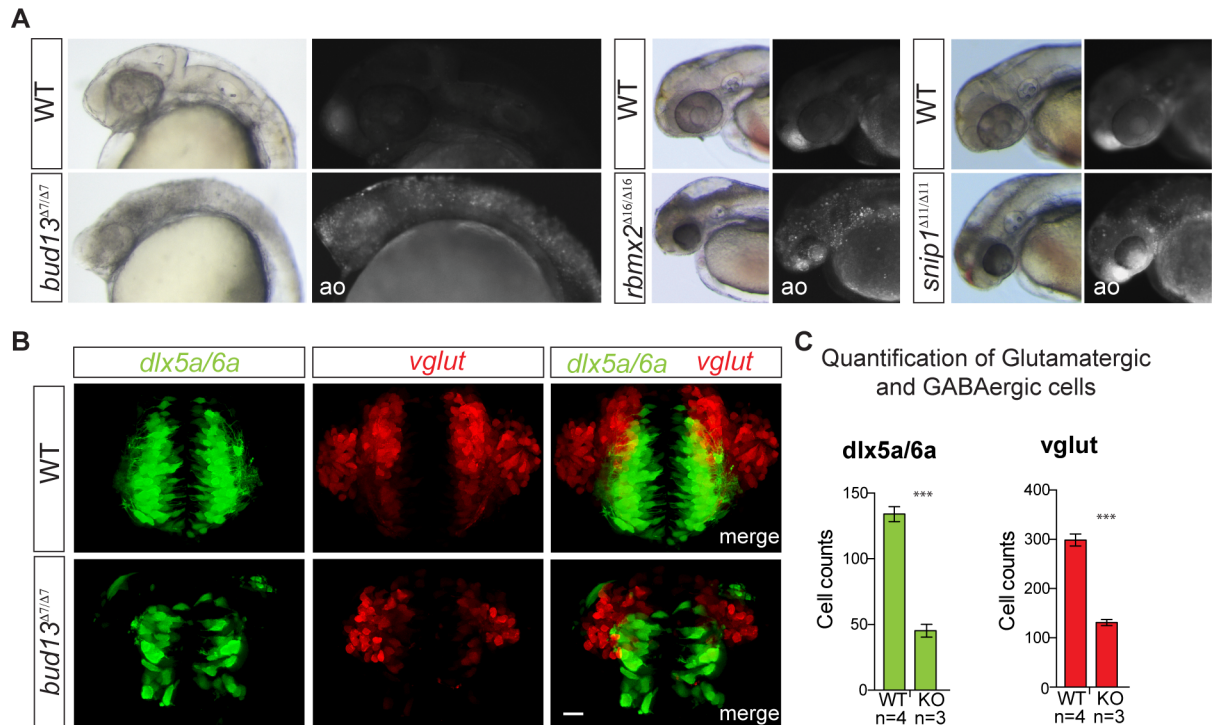 A
WT
WT
WT
bud13Δ7/Δ7
ao
rbmx2Δ16/Δ16
ao
snip1Δ11/Δ11
ao
B
dlx5a/6a
vglut
dlx5a/6a vglut
WT
merge
bud13Δ7/Δ7
merge
C
Quantification of Glutamatergic
and GABAergic cells
dlx5a/6a
Cell counts
150
100
50
0
***
WT KO
n=4 n=3
vglut
Cell counts
400
300
200
100
0
***
WT KO
n=4 n=3